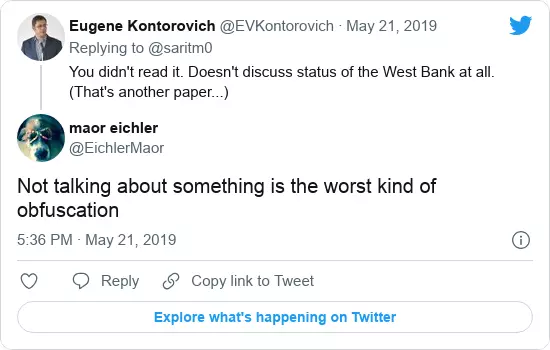 Eugene Kontorovich @EVKontorovich · May 21, 2019
Replying to @saritm0
You didn't read it. Doesn't discuss status of the West Bank at all.
(That's another paper...)
maor eichler
@EichlerMaor
Not talking about something is the worst kind of
obfuscation
5:36 PM · May 21, 2019
Reply
Copy link to Tweet
Explore what's happening on Twitter